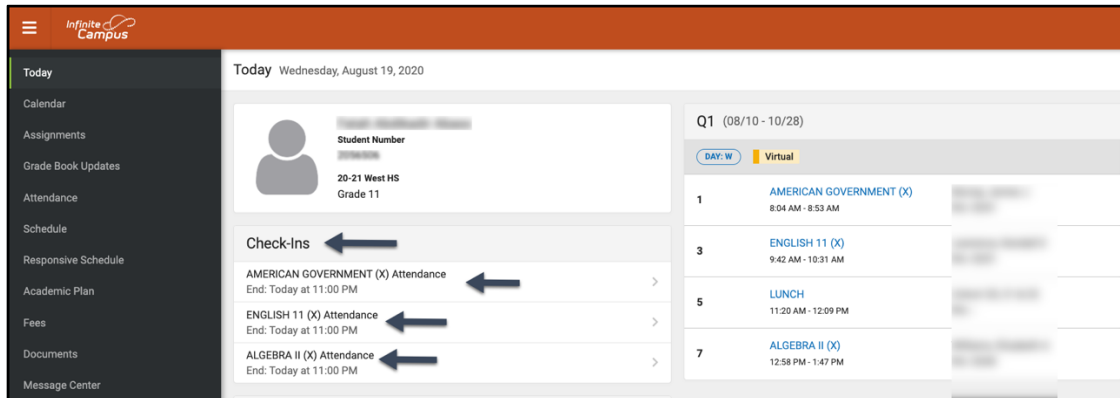 Infinite
Campus
Today
Calendar
Assignments
Grade Book Updates
Attendance
Schedule
Responsive Schedule
Academic Plan
Fees
Documents
Message Center
Today Wednesday, August 19, 2020
Student Number
20-21 West HS
Grade 11
Check-Ins
AMERICAN GOVERNMENT (X) Attendance
End: Today at 11:00 PM
ENGLISH 11 (X) Attendance
End: Today at 11:00 PM
ALGEBRA II (X) Attendance
End: Today at 11:00 PM
Q1 (08/10 - 10/28)
DAY: W Virtual
1 AMERICAN GOVERNMENT (X)
8:04 AM - 8:53 AM
3 ENGLISH 11 (X)
9:42 AM - 10:31 AM
5 LUNCH
11:20 AM - 12:09 PM
7 ALGEBRA II (X)
12:58 PM - 1:47 PM